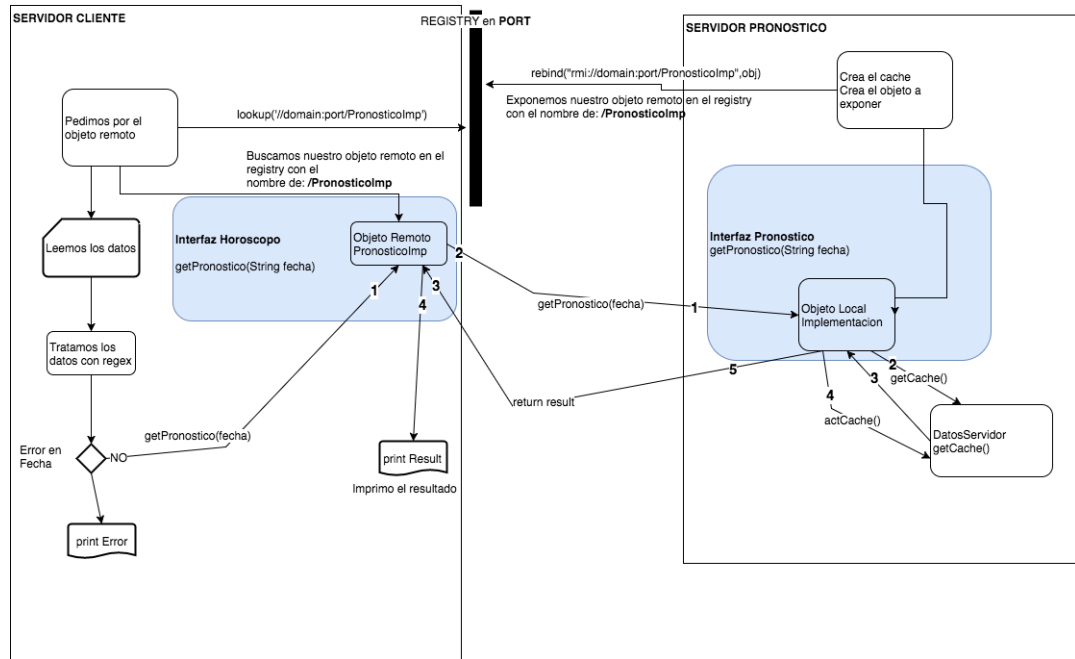 SERVIDOR CLIENTE
REGISTRY en PORT
SERVIDOR PRONOSTICO
rebind("rmi://domain:port/PronosticoImp",obj)
Crea el cache
Crea el objeto a
exponer
Exponemos nuestro objeto remoto en el registry
con el nombre de: /PronosticoImp
Pedimos por el
objeto remoto
lookup('//domain:port/PronosticoImp')
Buscamos nuestro objeto remoto en el
registry con el
nombre de: /PronosticoImp
Leemos los datos
Interfaz Horoscopo
getPronostico(String fecha)
Objeto Remoto
PronosticoImp
Interfaz Pronostico
getPronostico(String fecha)
2
3
1
4
getPronostico(fecha)
1
Objeto Local
Implementacion
Tratamos los
datos con regex
5
2
3
getCache()
4
return result
actCache()
DatosServidor
getCache()
getPronostico(fecha)
Error en
Fecha
NO
print Result
Imprimo el resultado
print Error